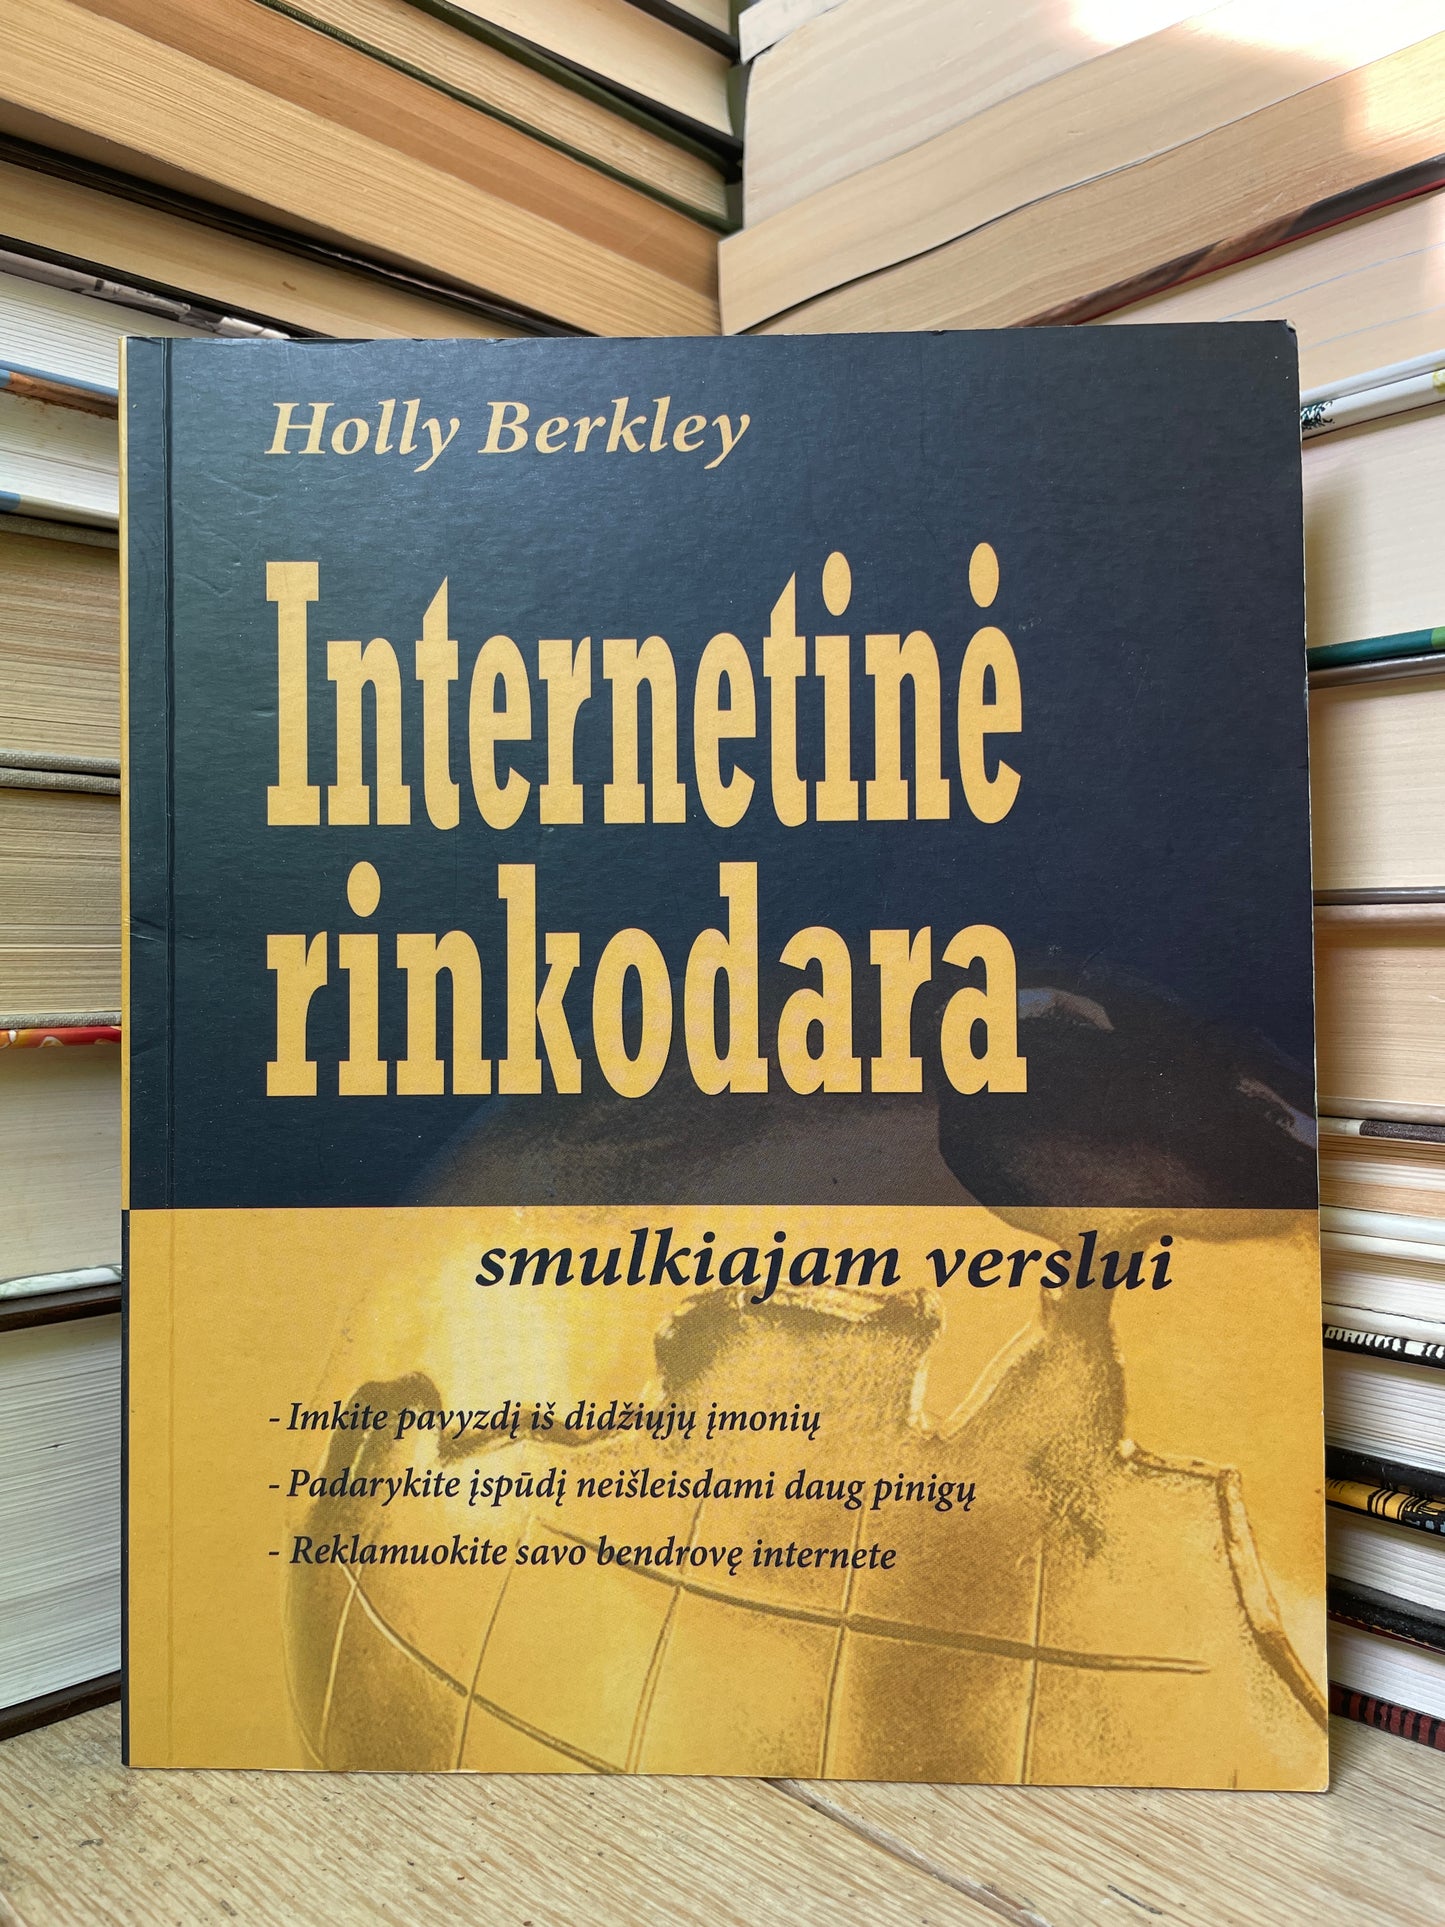 Holly Berkley
Internetinė
rinkodara
smulkiajam verslui
- Imkite pavyzdį iš didžiųjų įmonių
- Padarykite įspūdį neišleisdami daug pinigų
- Reklamuokite savo bendrovę internete